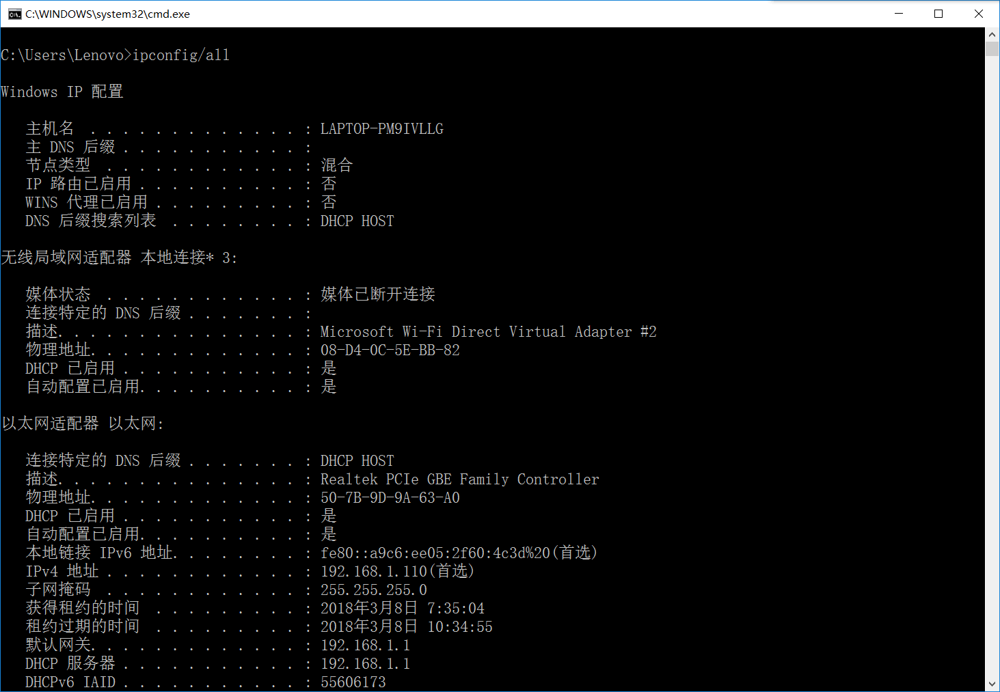 C:\WINDOWS\system32\cmd.exe
C:\Users\Lenovo>ipconfig/all
Windows IP 配置
主机名  . . . . . . . . . . . . . : LAPTOP-PM9IVLLG
主 DNS 后缀 . . . . . . . . . . . :
节点类型  . . . . . . . . . . . . : 混合
IP 路由已启用 . . . . . . . . . . : 否
WINS 代理已启用 . . . . . . . . . : 否
DNS 后缀搜索列表  . . . . . . . . : DHCP HOST
无线局域网适配器 本地连接* 3:
媒体状态  . . . . . . . . . . . . : 媒体已断开连接
连接特定的 DNS 后缀 . . . . . . . :
描述. . . . . . . . . . . . . . . : Microsoft Wi-Fi Direct Virtual Adapter #2
物理地址. . . . . . . . . . . . . : 08-D4-0C-5E-BB-82
DHCP 已启用 . . . . . . . . . . . : 是
自动配置已启用. . . . . . . . . . : 是
以太网适配器 以太网:
连接特定的 DNS 后缀 . . . . . . . : DHCP HOST
描述. . . . . . . . . . . . . . . : Realtek PCIe GBE Family Controller
物理地址. . . . . . . . . . . . . : 50-7B-9D-9A-63-A0
DHCP 已启用 . . . . . . . . . . . : 是
自动配置已启用. . . . . . . . . . : 是
本地链接 IPv6 地址. . . . . . . . : fe80::a9c6:ee05:2f60:4c3d%20(首选)
IPv4 地址 . . . . . . . . . . . . : 192.168.1.110(首选)
子网掩码  . . . . . . . . . . . . : 255.255.255.0
获得租约的时间  . . . . . . . . . : 2018年3月8日 7:35:04
租约过期的时间  . . . . . . . . . : 2018年3月8日 10:34:55
默认网关. . . . . . . . . . . . . : 192.168.1.1
DHCP 服务器 . . . . . . . . . . . : 192.168.1.1
DHCPv6 IAID . . . . . . . . . . . : 55606173